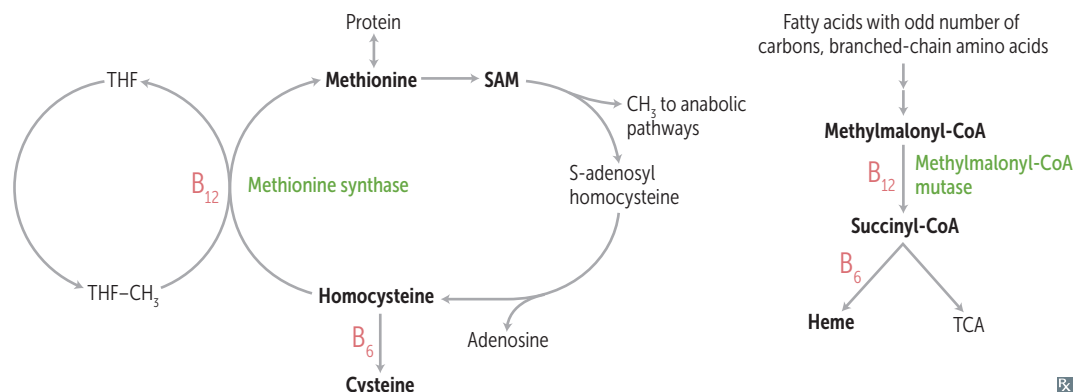 Protein
THF
Methionine
SAM
CH₃ to anabolic
pathways
B₁₂
Methionine synthase
S-adenosyl
homocysteine
THF–CH₃
Homocysteine
Adenosine
B₆
Cysteine
Fatty acids with odd number of
carbons, branched-chain amino acids
Methylmalonyl-CoA
B₁₂
Methylmalonyl-CoA
mutase
Succinyl-CoA
B₆
Heme
TCA
℞